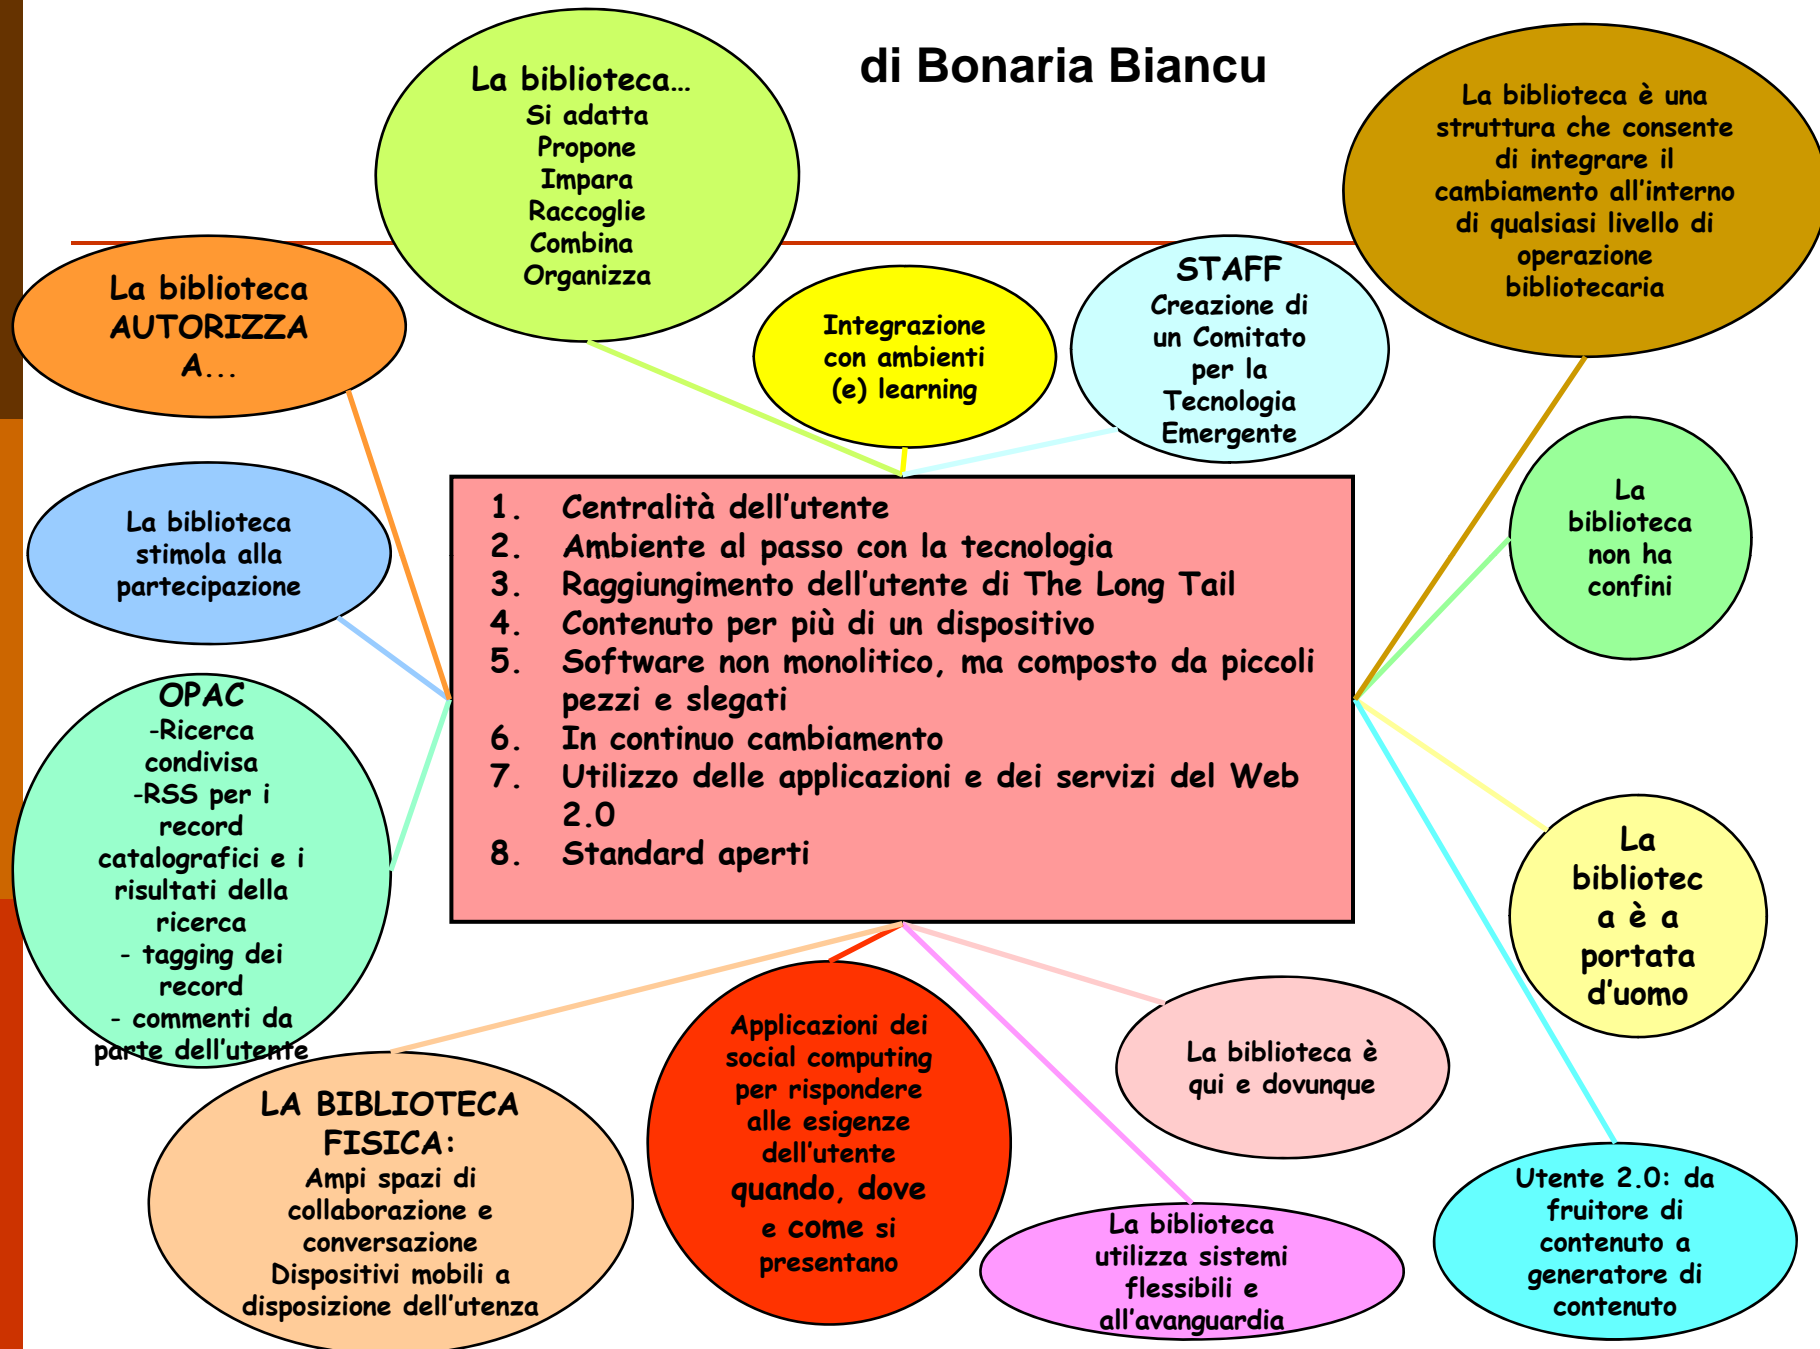 di Bonaria Biancu
La biblioteca…
Si adatta
Propone
Impara
Raccoglie
Combina
Organizza
La biblioteca è una
struttura che consente
di integrare il
cambiamento all'interno
di qualsiasi livello di
operazione
bibliotecaria
La biblioteca
AUTORIZZA
A...
Integrazione
con ambienti
(e) learning
STAFF
Creazione di
un Comitato
per la
Tecnologia
Emergente
La biblioteca
stimola alla
partecipazione
1. Centralità dell'utente
2. Ambiente al passo con la tecnologia
3. Raggiungimento dell'utente di The Long Tail
4. Contenuto per più di un dispositivo
5. Software non monolitico, ma composto da piccoli
pezzi e slegati
6. In continuo cambiamento
7. Utilizzo delle applicazioni e dei servizi del Web
2.0
8. Standard aperti
La
biblioteca
non ha
confini
OPAC
-Ricerca
condivisa
-RSS per i
record
catalografici e i
risultati della
ricerca
- tagging dei
record
- commenti da
parte dell'utente
La
bibliotec
a è a
portata
d'uomo
LA BIBLIOTECA
FISICA:
Ampi spazi di
collaborazione e
conversazione
Dispositivi mobili a
disposizione dell'utenza
Applicazioni dei
social computing
per rispondere
alle esigenze
dell'utente
quando, dove
e come si
presentano
La biblioteca è
qui e dovunque
La biblioteca
utilizza sistemi
flessibili e
all'avanguardia
Utente 2.0: da
fruitore di
contenuto a
generatore di
contenuto